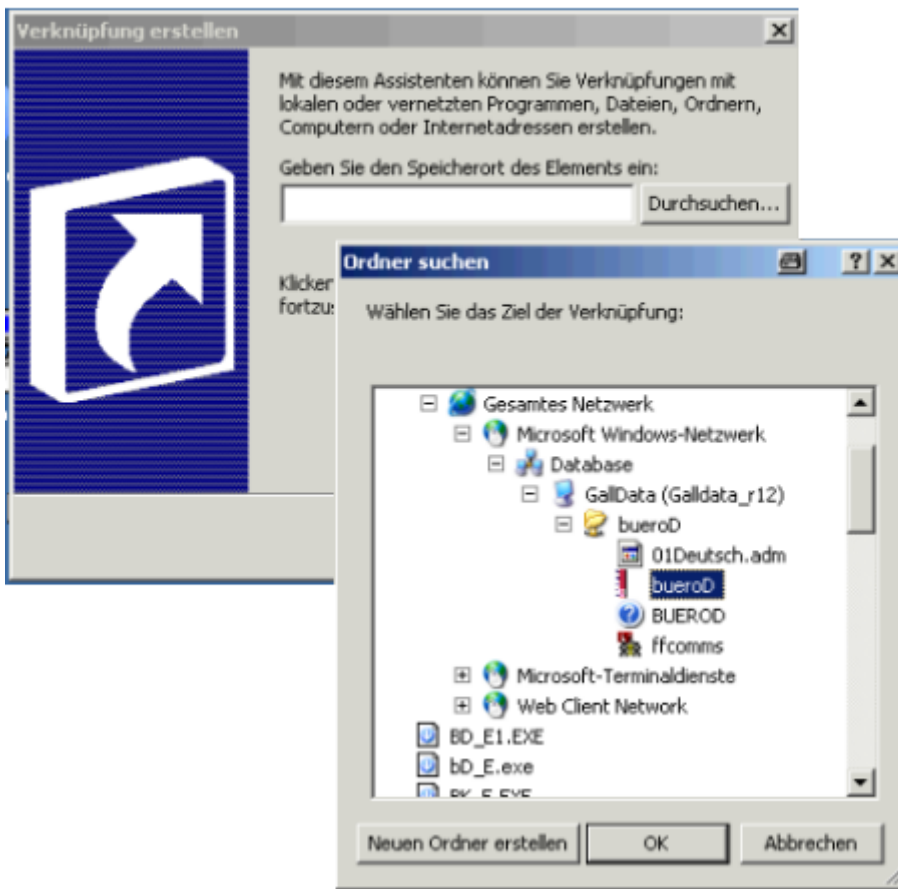 Verknüpfung erstellen
Mit diesem Assistenten können Sie Verknüpfungen mit
lokalen oder vernetzten Programmen, Dateien, Ordnern,
Computern oder Internetadressen erstellen.
Geben Sie den Speicherort des Elements ein:
Durchsuchen...
Ordner suchen
Wählen Sie das Ziel der Verknüpfung:
Gesamtes Netzwerk
Microsoft Windows-Netzwerk
Database
GallData (Galldata_r12)
bueroD
01Deutsch.adm
bueroD
BUEROD
ffcomms
Microsoft-Terminaldienste
Web Client Network
BD_E1.EXE
bD_E.exe
Neuen Ordner erstellen
OK
Abbrechen